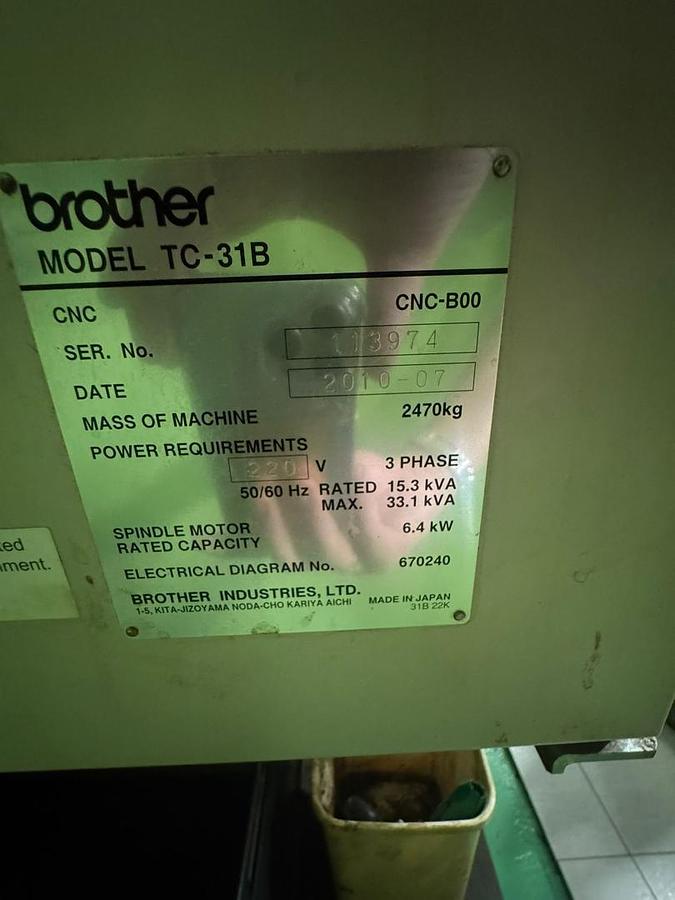 brother
MODEL TC-31B
CNC CNC-B00
SER. No. 113974
DATE 2010-07
MASS OF MACHINE 2470kg
POWER REQUIREMENTS
220 V 3 PHASE
50/60 Hz RATED 15.3 kVA
MAX. 33.1 kVA
SPINDLE MOTOR 6.4 kW
RATED CAPACITY
ELECTRICAL DIAGRAM No. 670240
BROTHER INDUSTRIES, LTD.
1-5, KITA-JIZOYAMA NODA-CHO KARIYA AICHI MADE IN JAPAN
31B 22K